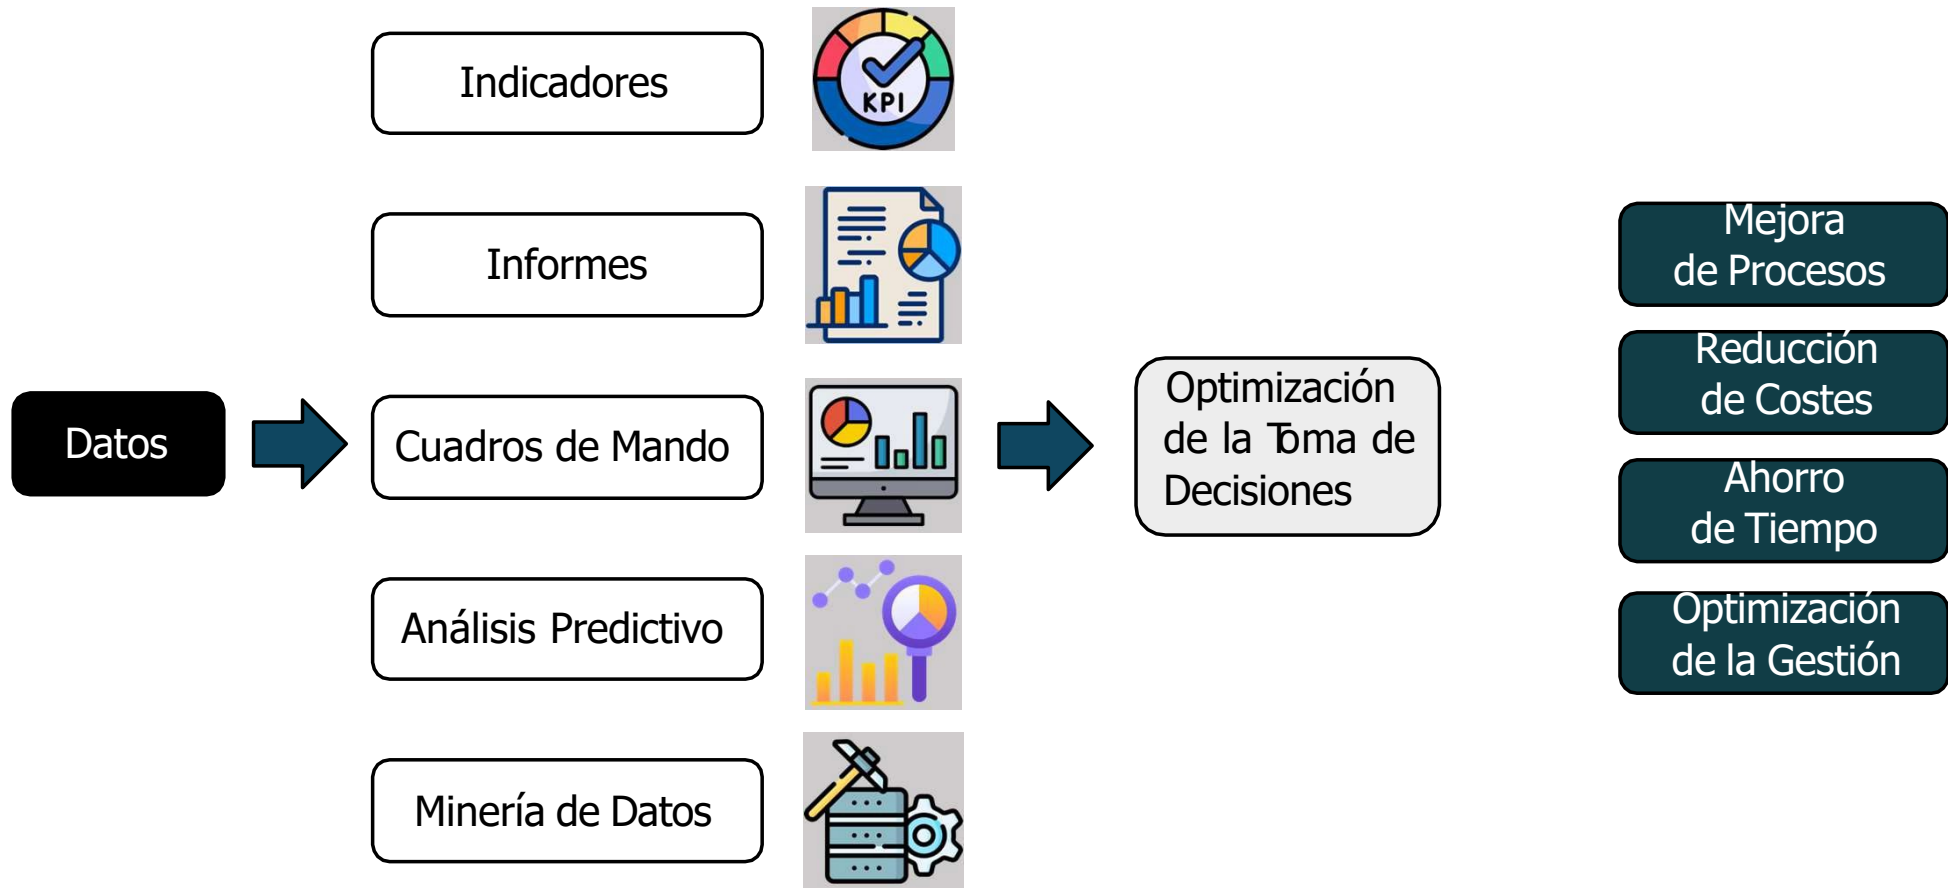 Indicadores
KPI
Informes
Datos
Cuadros de Mando
Análisis Predictivo
Minería de Datos
Optimización
de la Toma de
Decisiones
Mejora
de Procesos
Reducción
de Costes
Ahorro
de Tiempo
Optimización
de la Gestión